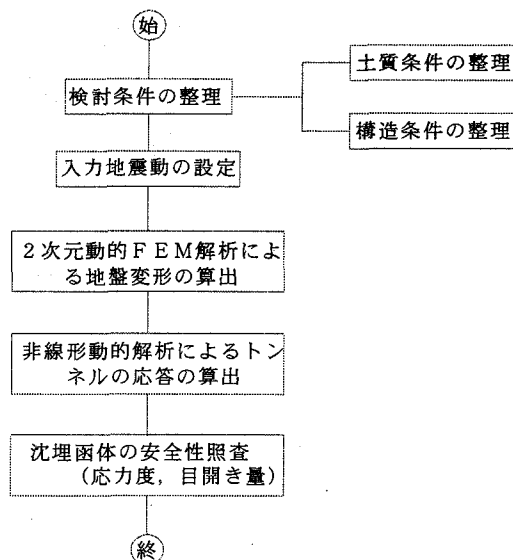 始
検討条件の整理
土質条件の整理
構造条件の整理
入力地震動の設定
2次元動的FEM解析によ
る地盤変形の算出
非線形動的解析によるトン
ネルの応答の算出
沈埋函体の安全性照査
(応力度,目開き量)
終